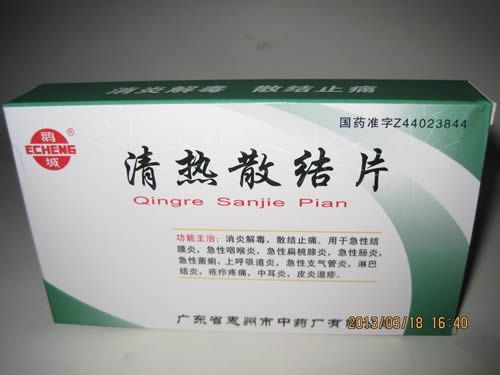 消炎解毒 散结止痛
国药准字Z44023844
鹅
ECHENG®
城
清热散结片
Qingre Sanjie Pian
功能主治：消炎解毒，散结止痛。用于急性结
膜炎，急性咽喉炎，急性扁桃腺炎，急性肠炎，
急性菌痢，上呼吸道炎，急性支气管炎，淋巴
结炎，疮疖疼痛，中耳炎，皮炎湿疹。
广东省惠州市中药厂有
2013/03/18 16:40